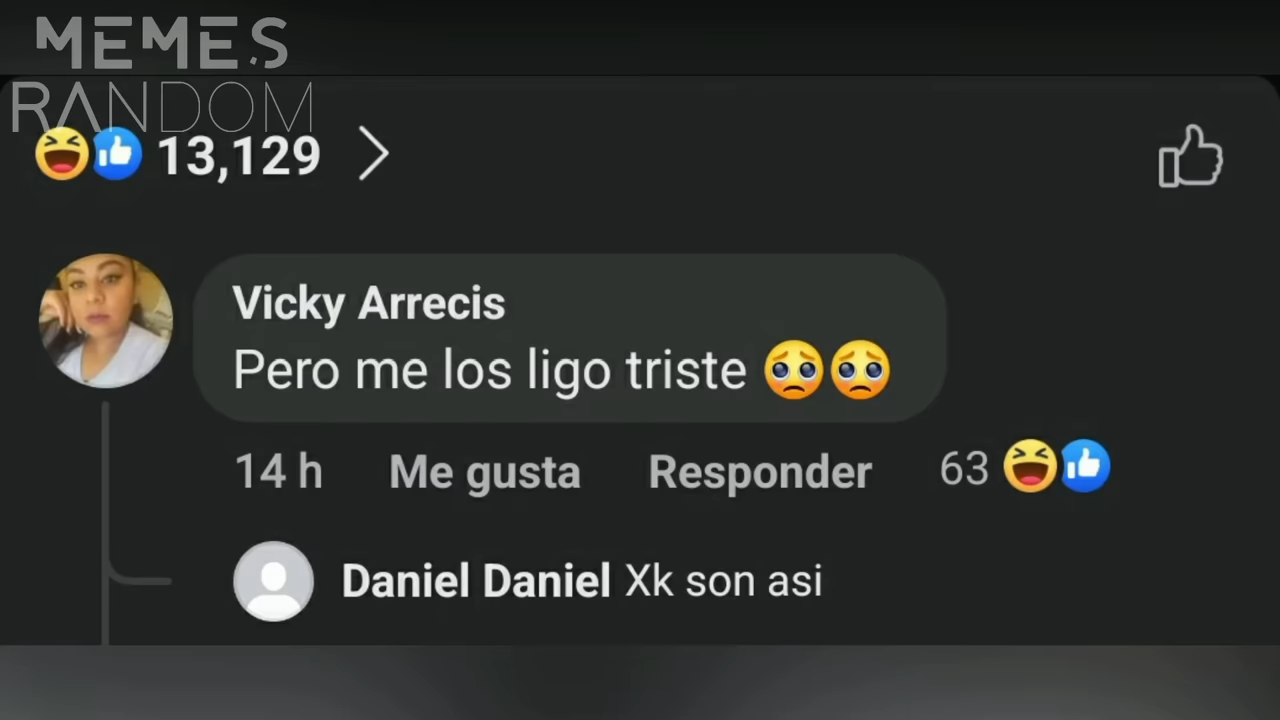 MEMES
RANDOM
13,129
Vicky Arrecis
Pero me los ligo triste 🥺🥺
14 h Me gusta Responder 63
Daniel Daniel Xk son asi